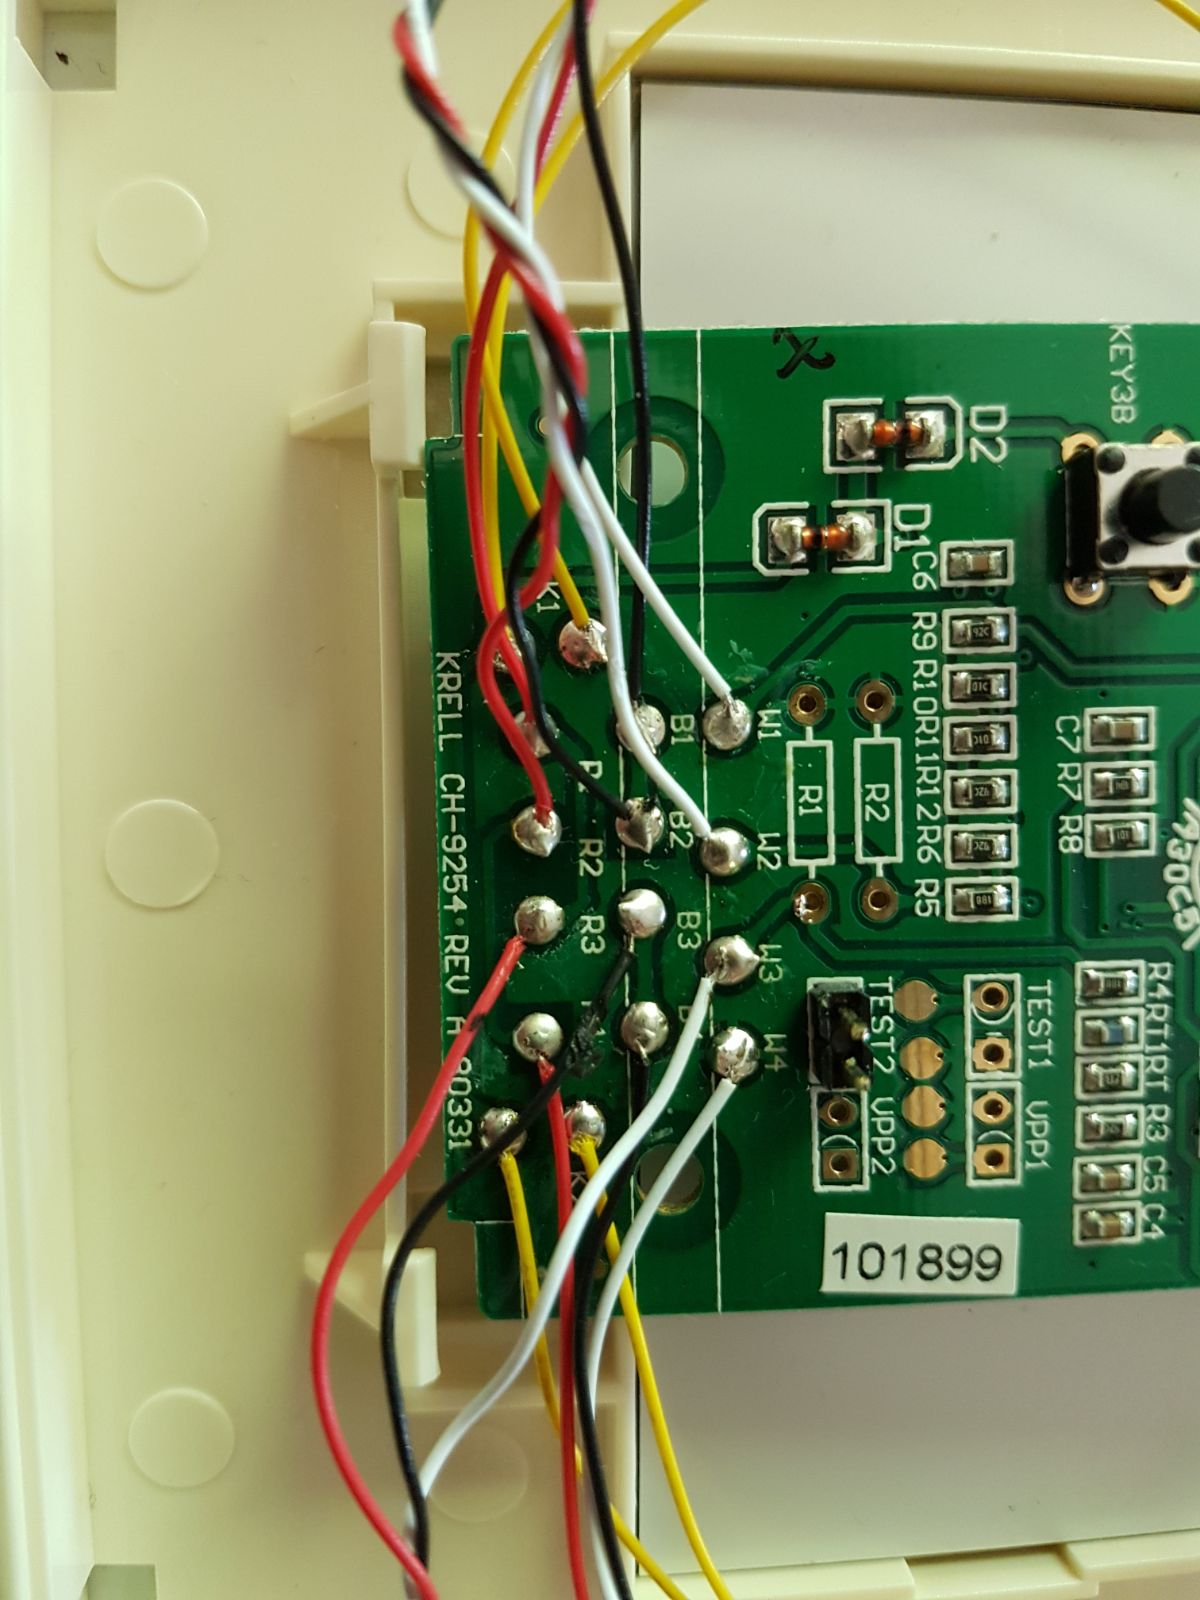 X
KEY3B
D2
D1
C6
K1
R9
R10
R11
R12
R6
R5
C7
R7
R8
B1
W1
R1
R2
B2
W2
R2
R3
B3
W3
W4
KRELL CH-9254·REV A
TEST2
TEST1
VPP2
VPP1
R4
RT1
RT
R3
C5
C4
101899